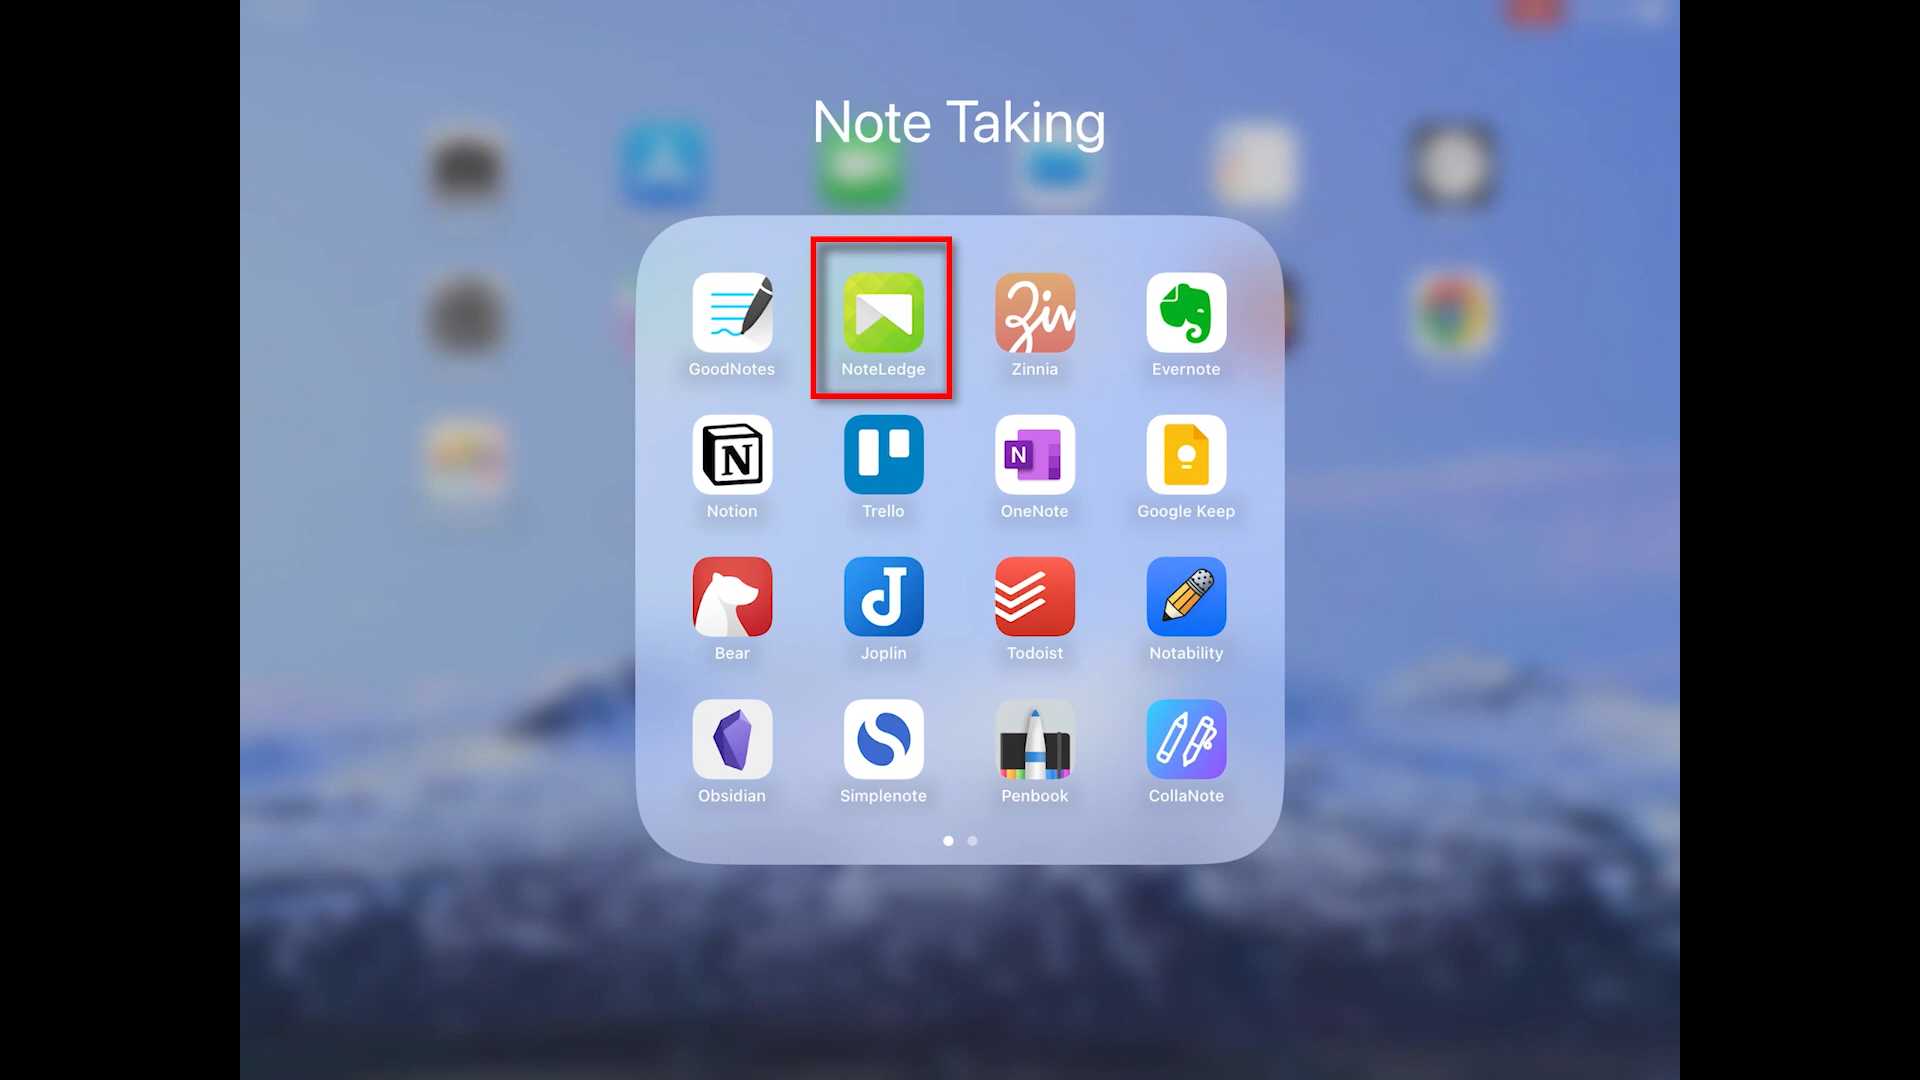 Note Taking
GoodNotes NoteLedge Zinnia Evernote
Notion Trello OneNote Google Keep
Bear Joplin Todoist Notability
Obsidian Simplenote Penbook CollaNote